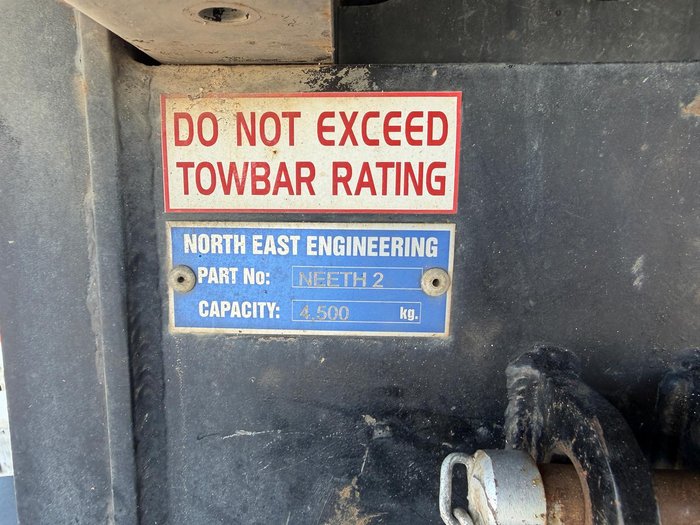 DO NOT EXCEED
TOWBAR RATING
NORTH EAST ENGINEERING
PART No: NEETH 2
CAPACITY: 4,500 kg.